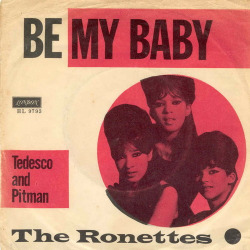 BE MY BABY
LONDON
HL 9793
Tedesco
and
Pitman
The Ronettes